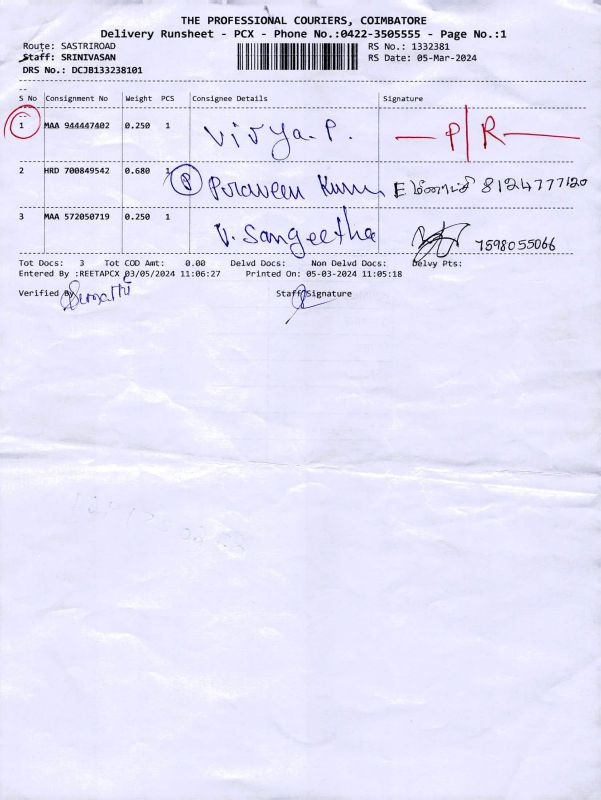 THE PROFESSIONAL COURIERS, COIMBATORE
Delivery Runsheet - PCX - Phone No.:0422-3505555 - Page No.:1
Route: SASTRIROAD RS No.: 1332381
Staff: SRINIVASAN RS Date: 05-Mar-2024
DRS No.: DCJB133238101
S No Consignment No Weight PCS Consignee Details Signature
1 MAA 944447402 0.250 1 Vivya. P. P/R
2 HRD 700849542 0.680 1 P Praveen Kumar 8124777120
3 MAA 572050719 0.250 1 V. Sangeetha 7598055066
Tot Docs: 3 Tot COD Amt: 0.00 Delvd Docs: Non Delvd Docs: Delvy Pts:
Entered By :REETAPCX 03/05/2024 11:06:27 Printed On: 05-03-2024 11:05:18
Verified By Staff Signature